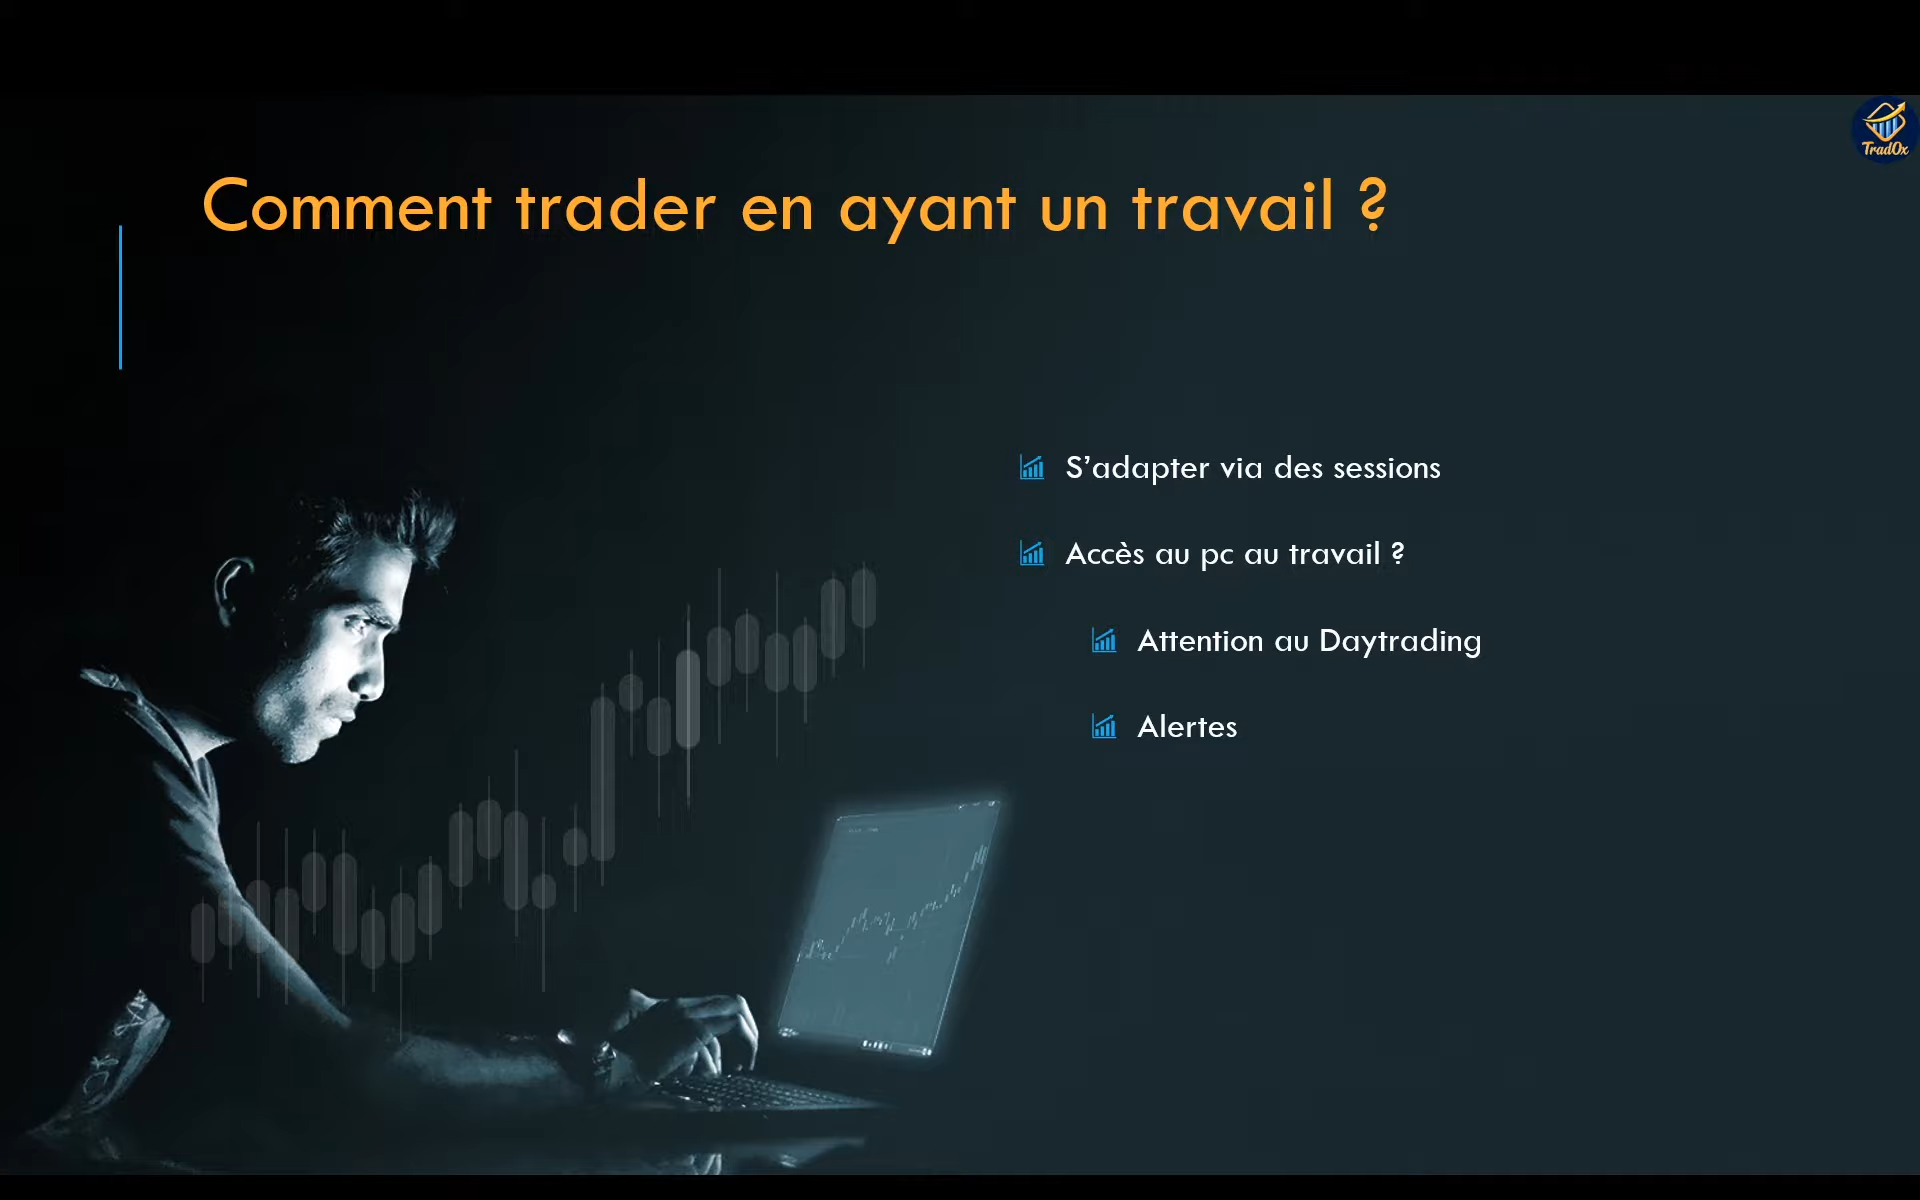 TradOx
Comment trader en ayant un travail ?
S’adapter via des sessions
Accès au pc au travail ?
Attention au Daytrading
Alertes